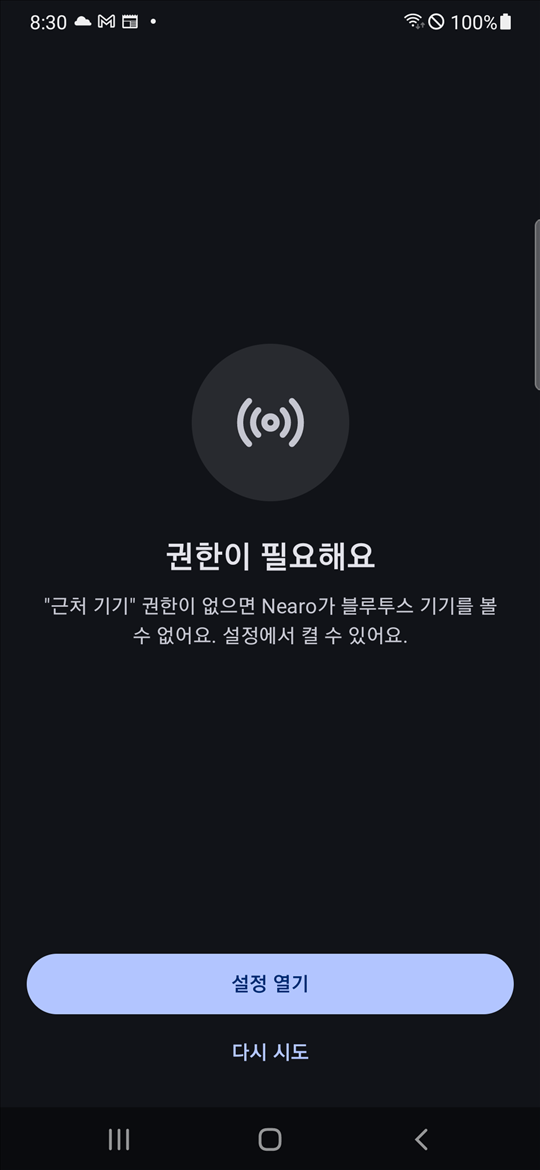 8:30
100%
권한이 필요해요
"근처 기기" 권한이 없으면 Nearo가 블루투스 기기를 볼
수 없어요. 설정에서 켤 수 있어요.
설정 열기
다시 시도